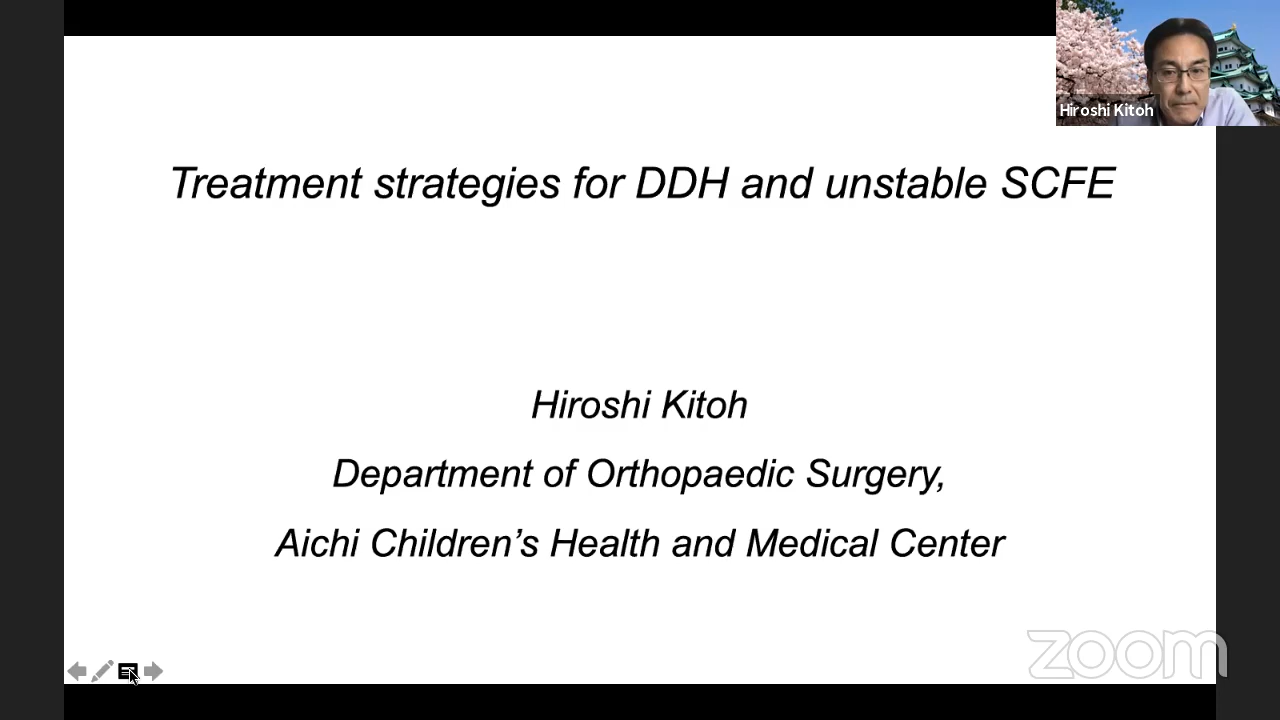 Hiroshi Kitoh
Treatment strategies for DDH and unstable SCFE
Hiroshi Kitoh
Department of Orthopaedic Surgery,
Aichi Children’s Health and Medical Center
zoom